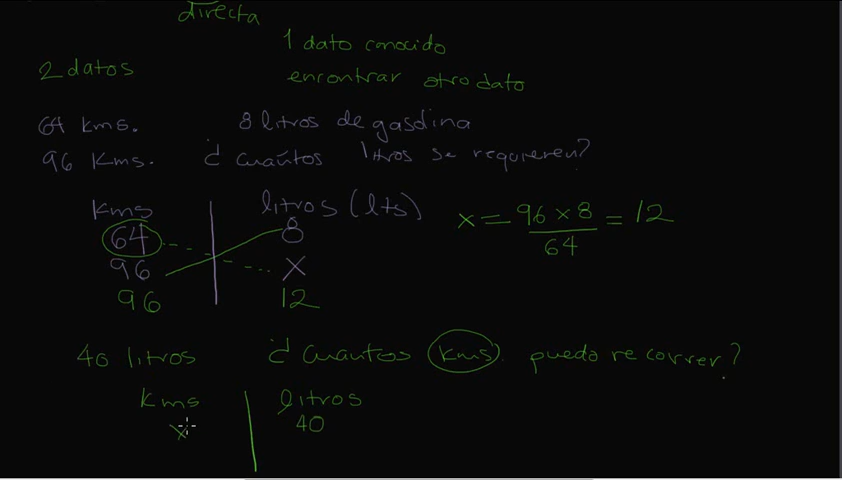 directa
1 dato conocido
2 datos
encontrar otro dato
64 kms. 8 litros de gasolina
96 Kms. ¿ cuántos litros se requieren?
kms litros (lts)
64 8
96 X
96 12
x = 96 x 8 / 64 = 12
40 litros ¿ cuantos kms. puedo recorrer?
kms litros
x 40